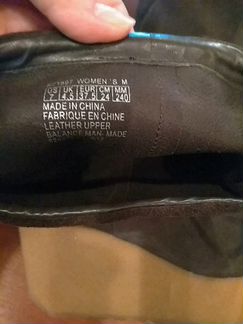 WOMEN'S M
US UK EUR CM MM
7 4.5 37.5 24 240
MADE IN CHINA
FABRIQUE EN CHINE
LEATHER UPPER
BALANCE MAN-MADE